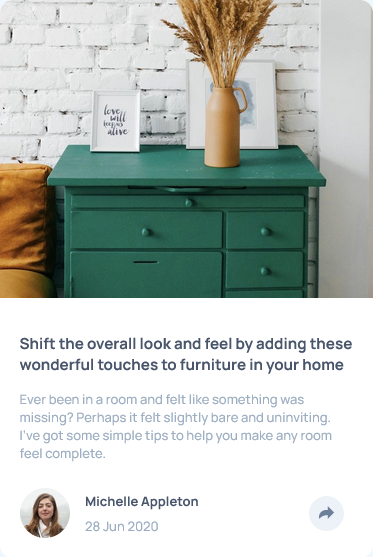 love
will
keep us
alive
Shift the overall look and feel by adding these
wonderful touches to furniture in your home
Ever been in a room and felt like something was
missing? Perhaps it felt slightly bare and uninviting.
I've got some simple tips to help you make any room
feel complete.
Michelle Appleton
28 Jun 2020